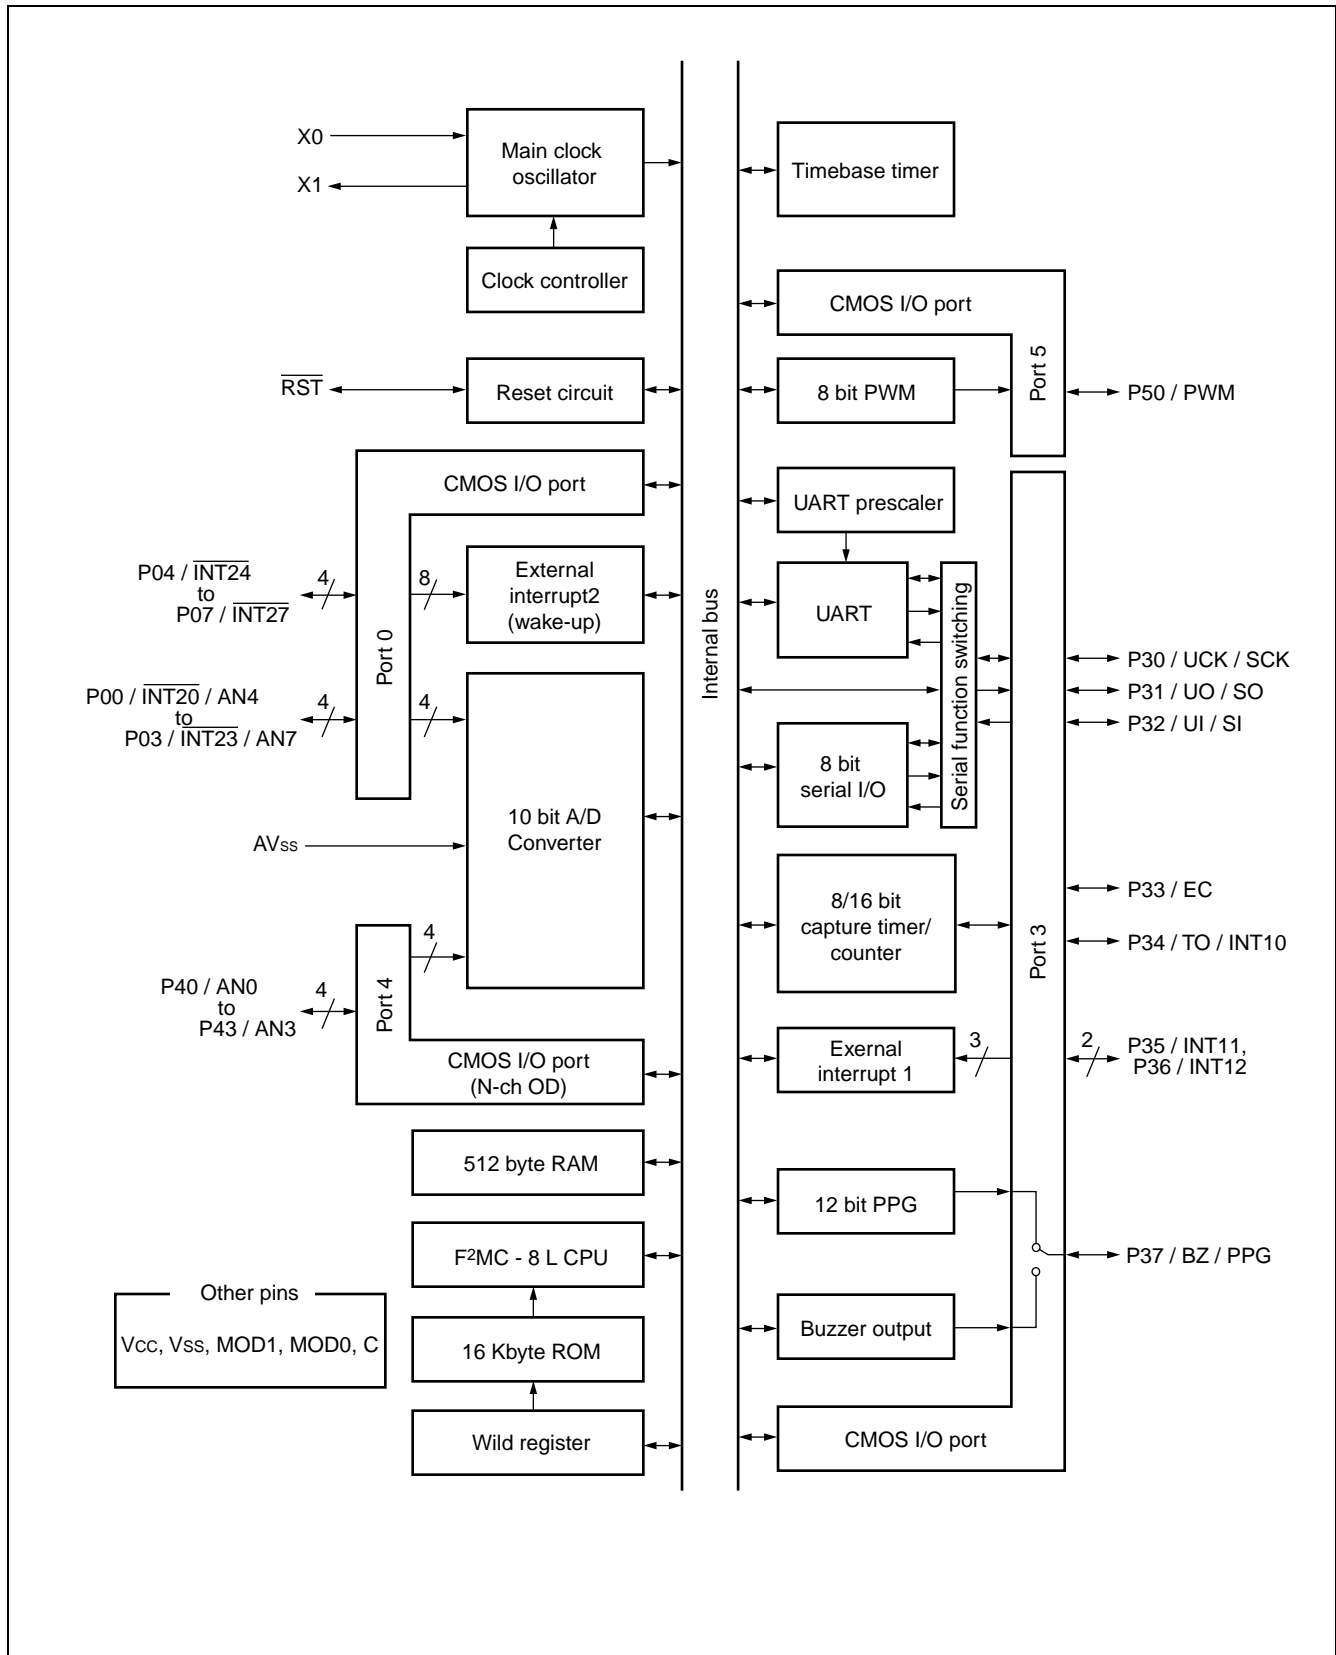 X0
X1
Main clock
oscillator
Clock controller
RST
Reset circuit
CMOS I/O port
Port 0
P04 / INT24
to
P07 / INT27
4
8
External
interrupt2
(wake-up)
P00 / INT20 / AN4
to
P03 / INT23 / AN7
4
4
10 bit A/D
Converter
AVss
4
P40 / AN0
to
P43 / AN3
4
Port 4
CMOS I/O port
(N-ch OD)
512 byte RAM
F2MC - 8 L CPU
Other pins
Vcc, Vss, MOD1, MOD0, C
16 Kbyte ROM
Wild register
Internal bus
Timebase timer
CMOS I/O port
Port 5
8 bit PWM
P50 / PWM
UART prescaler
UART
Serial function switching
8 bit
serial I/O
P30 / UCK / SCK
P31 / UO / SO
P32 / UI / SI
8/16 bit
capture timer/
counter
Port 3
P33 / EC
P34 / TO / INT10
Exernal
interrupt 1
3
2
P35 / INT11,
P36 / INT12
12 bit PPG
P37 / BZ / PPG
Buzzer output
CMOS I/O port